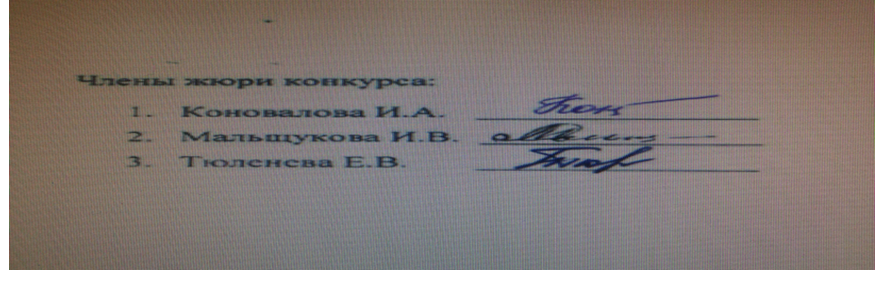 Члены жюри конкурса:
1. Коновалова И.А.
2. Мальщукова И.В.
3. Тюленева Е.В.